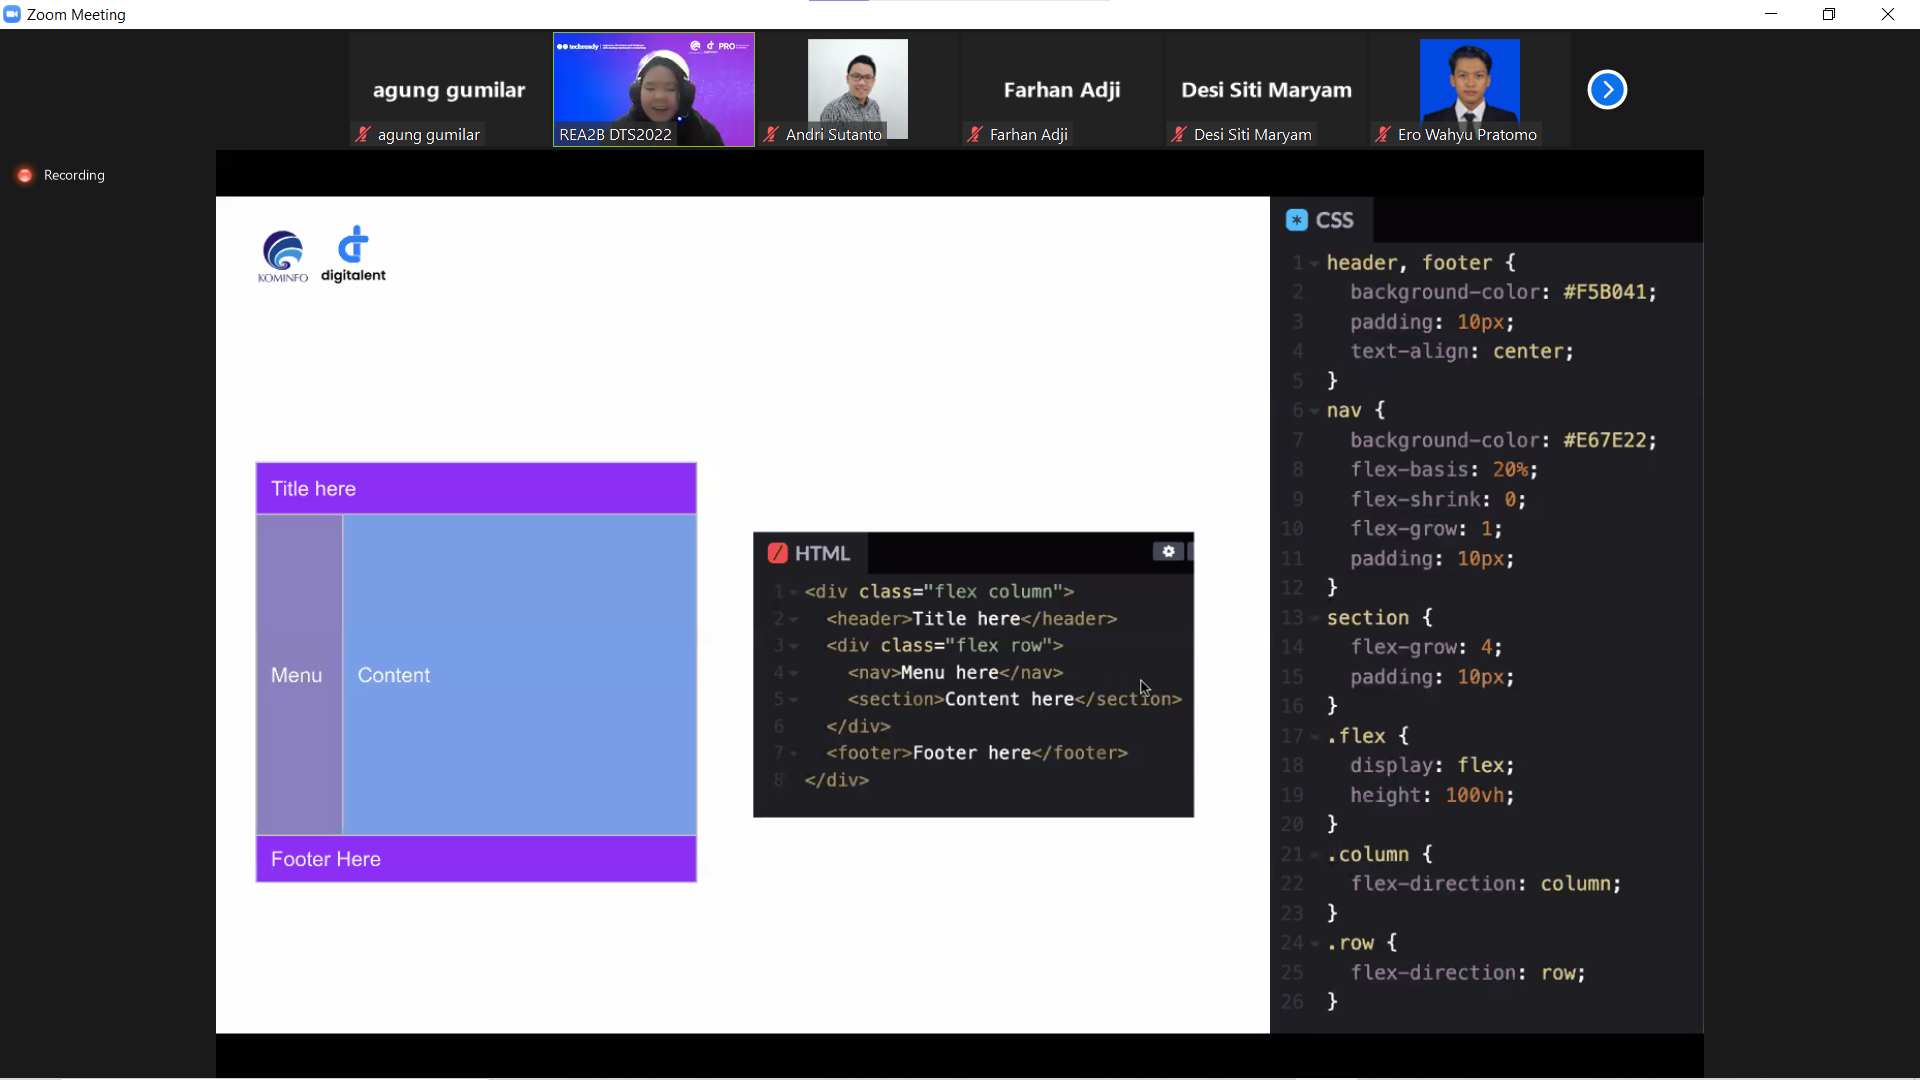 Zoom Meeting
agung gumilar
Farhan Adji
Desi Siti Maryam
techready
PRO
agung gumilar
REA2B DTS2022
Andri Sutanto
Farhan Adji
Desi Siti Maryam
Ero Wahyu Pratomo
Recording
KOMINFO
digitalent
Title here
Menu
Content
Footer Here
HTML
1 <div class="flex column">
2 <header>Title here</header>
3 <div class="flex row">
4 <nav>Menu here</nav>
5 <section>Content here</section>
6 </div>
7 <footer>Footer here</footer>
8 </div>
CSS
1 header, footer {
2 background-color: #F5B041;
3 padding: 10px;
4 text-align: center;
5 }
6 nav {
7 background-color: #E67E22;
8 flex-basis: 20%;
9 flex-shrink: 0;
10 flex-grow: 1;
11 padding: 10px;
12 }
13 section {
14 flex-grow: 4;
15 padding: 10px;
16 }
17 .flex {
18 display: flex;
19 height: 100vh;
20 }
21 .column {
22 flex-direction: column;
23 }
24 .row {
25 flex-direction: row;
26 }